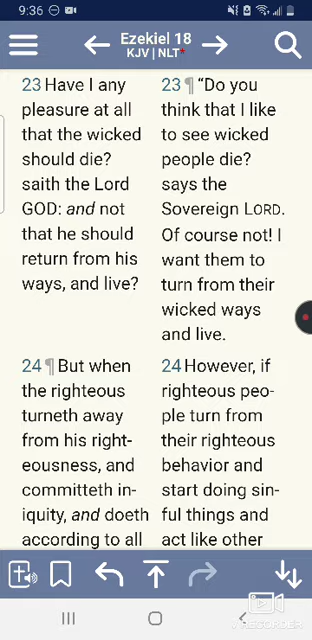 9:36
Ezekiel 18
KJV | NLT*
23 Have I any
pleasure at all
that the wicked
should die?
saith the Lord
GOD: and not
that he should
return from his
ways, and live?
23 ¶ “Do you
think that I like
to see wicked
people die?
says the
Sovereign LORD.
Of course not! I
want them to
turn from their
wicked ways
and live.
24 ¶ But when
the righteous
turneth away
from his right-
eousness, and
committeth in-
iquity, and doeth
according to all
24 However, if
righteous peo-
ple turn from
their righteous
behavior and
start doing sin-
ful things and
act like other
V RECORDER